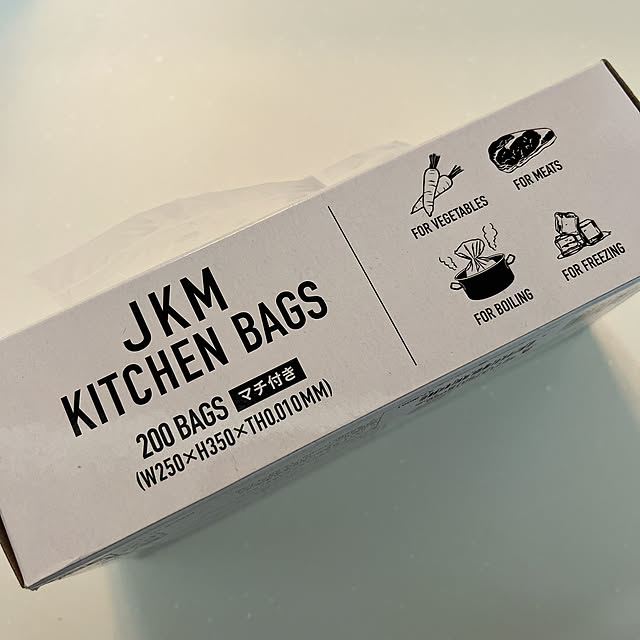 JKM
KITCHEN BAGS
200 BAGS マチ付き
(W250×H350×TH0.010MM)
FOR VEGETABLES
FOR MEATS
FOR BOILING
FOR FREEZING